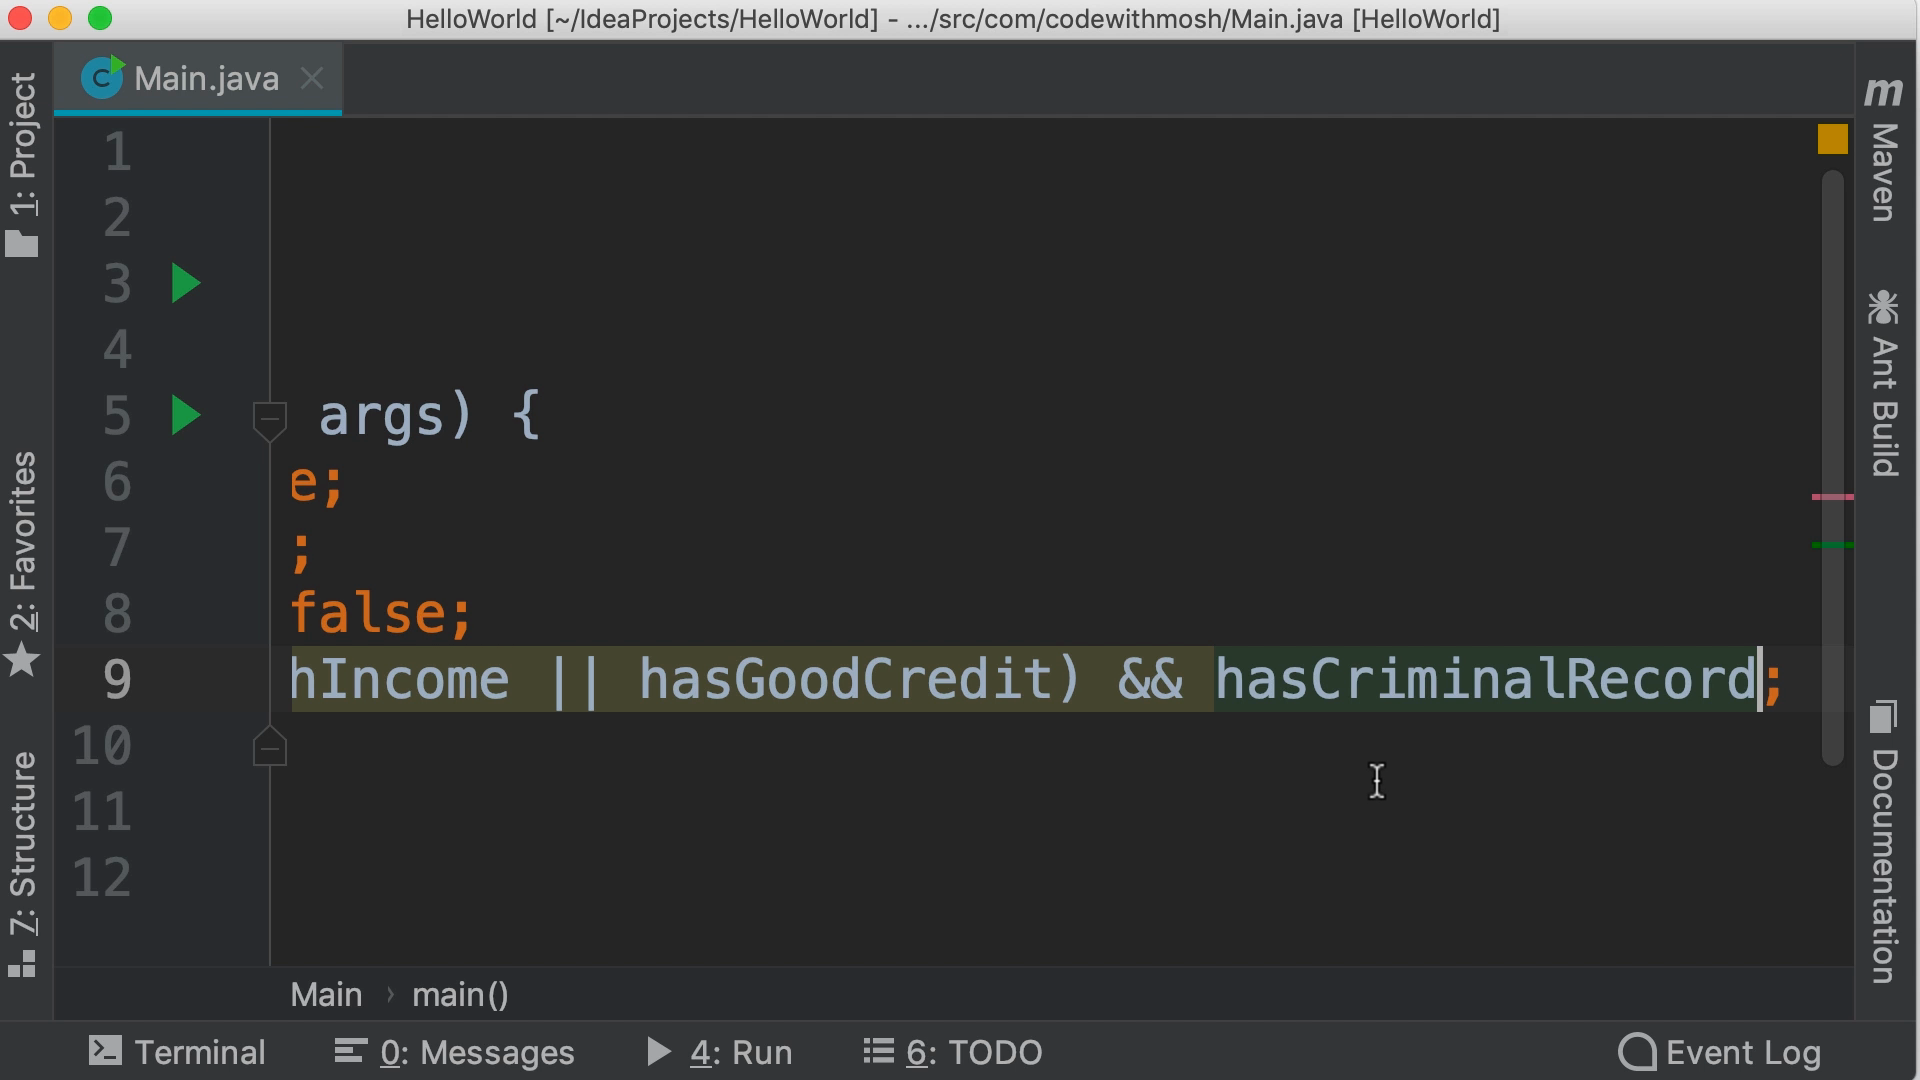 HelloWorld [~/IdeaProjects/HelloWorld] - .../src/com/codewithmosh/Main.java [HelloWorld]
Main.java
1: Project
2: Favorites
7: Structure
1
2
3
4
5 args) {
6 e;
7 ;
8 false;
9 hIncome || hasGoodCredit) && hasCriminalRecord;
10
11
12
m Maven
Ant Build
Documentation
Main › main()
Terminal 0: Messages 4: Run 6: TODO Event Log